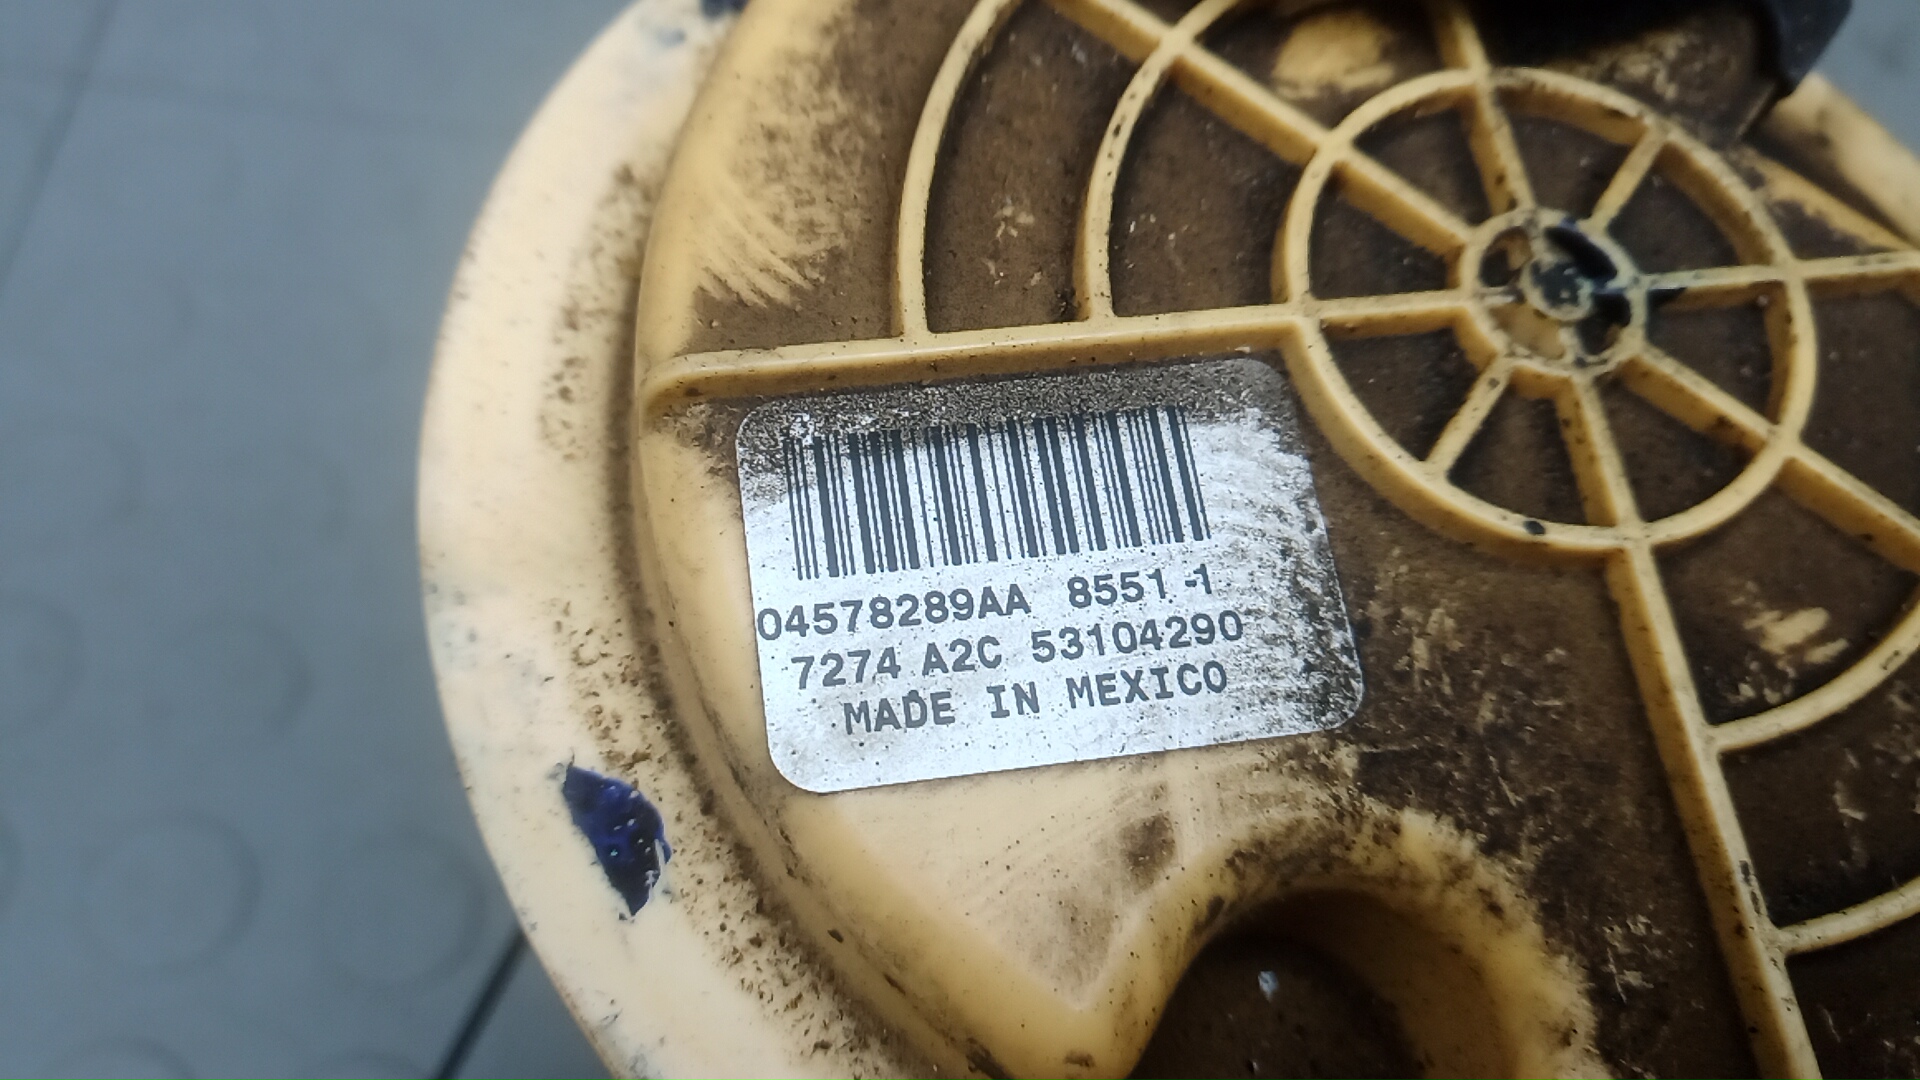 04578289AA 8551-1
7274 A2C 53104290
MADE IN MEXICO